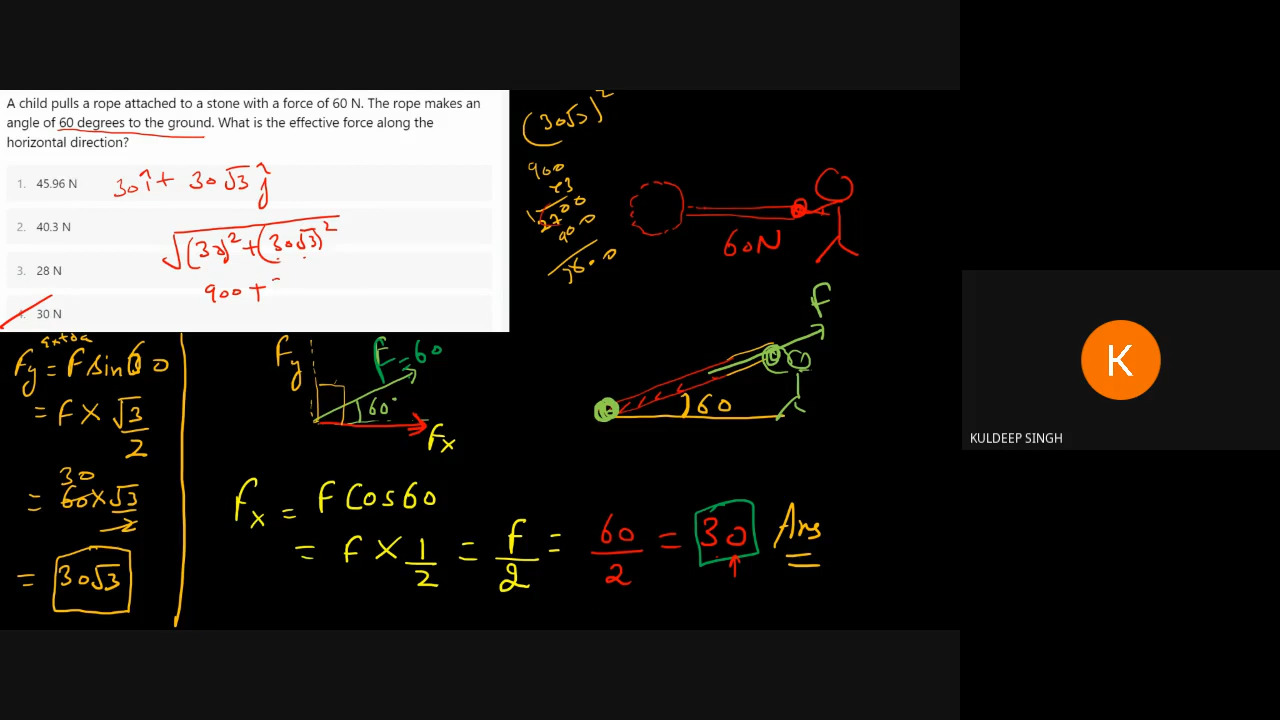 A child pulls a rope attached to a stone with a force of 60 N. The rope makes an
angle of 60 degrees to the ground. What is the effective force along the
horizontal direction?
1. 45.96 N
30î + 30√3 ĵ
2. 40.3 N
√(30)² + (30√3)²
3. 28 N
900 +
4. 30 N
(30√3)²
900
×3
2700
900
3600
60N
F
60
Fy
F=60
60°
Fx
extra
Fy = F sin 60
= F × √3/2
30
= 60 × √3/2
= 30√3
Fx = F Cos60
= F × 1/2 = F/2 = 60/2 = 30 Ans
K
KULDEEP SINGH